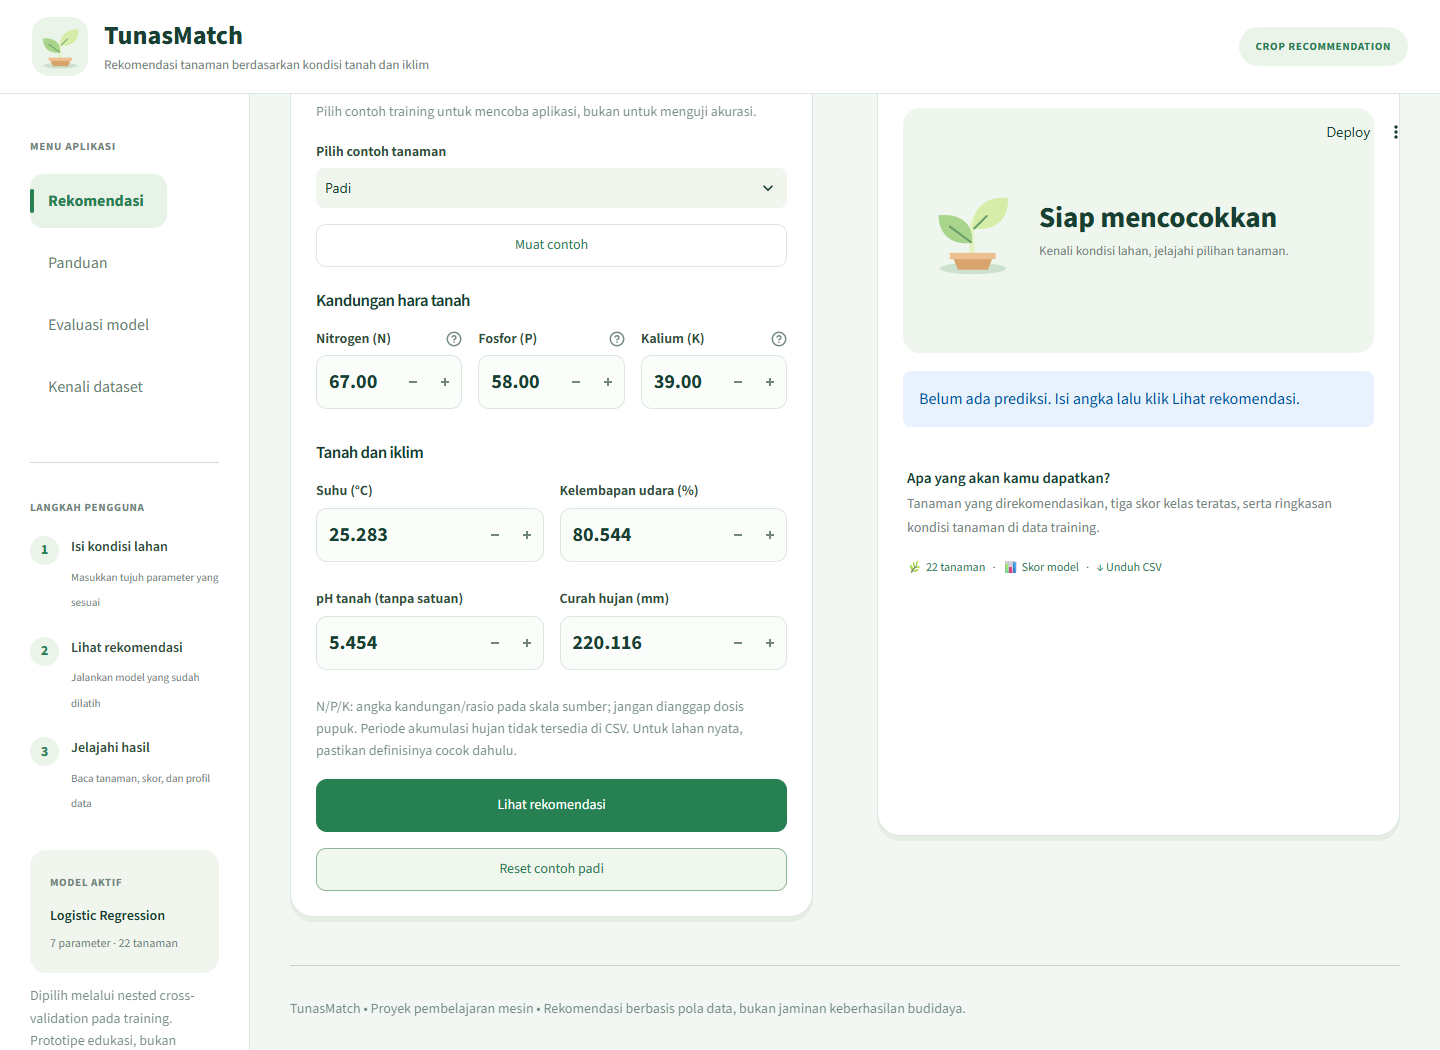 TunasMatch
Rekomendasi tanaman berdasarkan kondisi tanah dan iklim
CROP RECOMMENDATION
MENU APLIKASI
Rekomendasi
Panduan
Evaluasi model
Kenali dataset
LANGKAH PENGGUNA
1
Isi kondisi lahan
Masukkan tujuh parameter yang
sesuai
2
Lihat rekomendasi
Jalankan model yang sudah
dilatih
3
Jelajahi hasil
Baca tanaman, skor, dan profil
data
MODEL AKTIF
Logistic Regression
7 parameter · 22 tanaman
Dipilih melalui nested cross-
validation pada training.
Prototipe edukasi, bukan
Pilih contoh training untuk mencoba aplikasi, bukan untuk menguji akurasi.
Pilih contoh tanaman
Padi
Muat contoh
Kandungan hara tanah
Nitrogen (N) Fosfor (P) Kalium (K)
67.00 58.00 39.00
Tanah dan iklim
Suhu (°C) Kelembapan udara (%)
25.283 80.544
pH tanah (tanpa satuan) Curah hujan (mm)
5.454 220.116
N/P/K: angka kandungan/rasio pada skala sumber; jangan dianggap dosis
pupuk. Periode akumulasi hujan tidak tersedia di CSV. Untuk lahan nyata,
pastikan definisinya cocok dahulu.
Lihat rekomendasi
Reset contoh padi
Deploy
Siap mencocokkan
Kenali kondisi lahan, jelajahi pilihan tanaman.
Belum ada prediksi. Isi angka lalu klik Lihat rekomendasi.
Apa yang akan kamu dapatkan?
Tanaman yang direkomendasikan, tiga skor kelas teratas, serta ringkasan
kondisi tanaman di data training.
22 tanaman · Skor model · ↓ Unduh CSV
TunasMatch • Proyek pembelajaran mesin • Rekomendasi berbasis pola data, bukan jaminan keberhasilan budidaya.